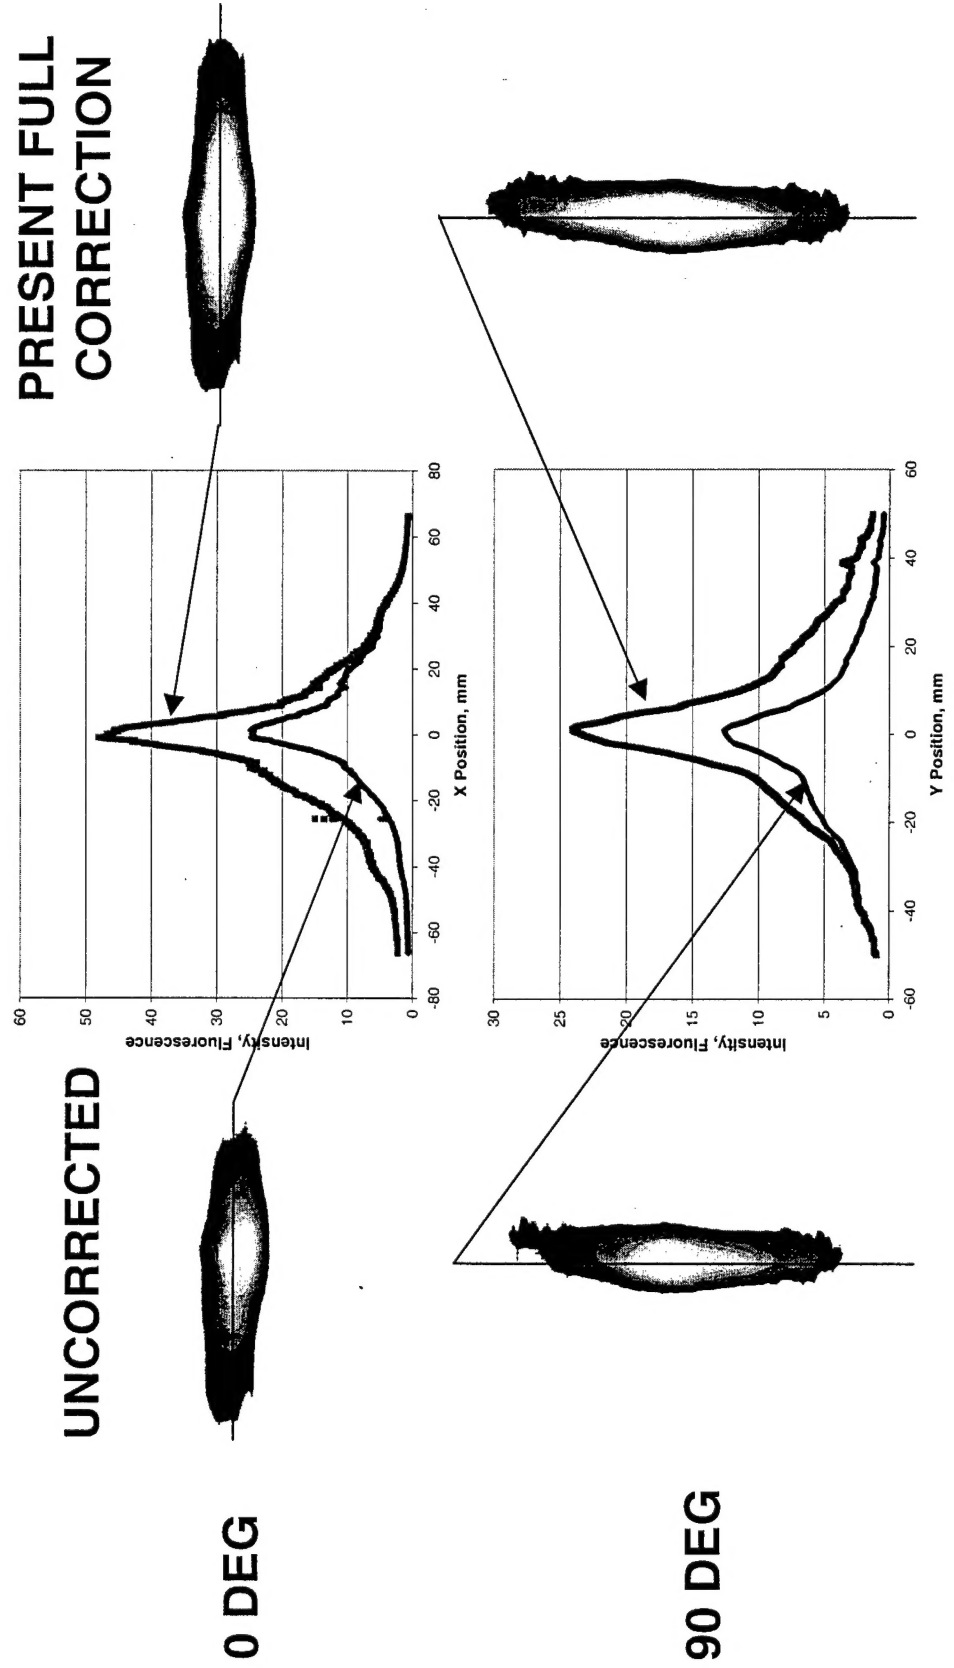 UNCORRECTED
PRESENT FULL
CORRECTION
0 DEG
Intensity, Fluorescence
60
50
40
30
20
10
0
-80 -60 -40 -20 0 20 40 60 80
X Position, mm
90 DEG
Intensity, Fluorescence
30
25
20
15
10
5
0
-60 -40 -20 0 20 40 60
Y Position, mm